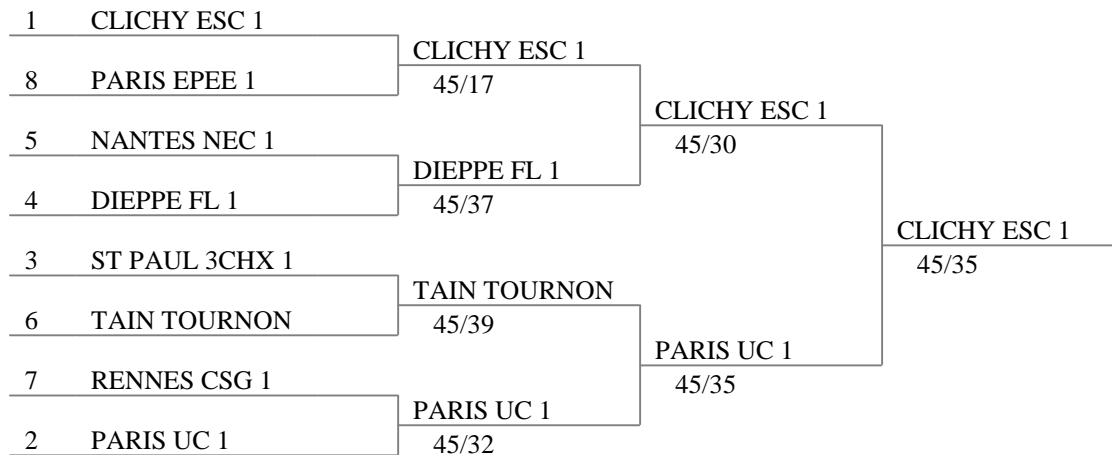 1 CLICHY ESC 1
8 PARIS EPEE 1
5 NANTES NEC 1
4 DIEPPE FL 1
3 ST PAUL 3CHX 1
6 TAIN TOURNON
7 RENNES CSG 1
2 PARIS UC 1
CLICHY ESC 1
45/17
DIEPPE FL 1
45/37
TAIN TOURNON
45/39
PARIS UC 1
45/32
CLICHY ESC 1
45/30
PARIS UC 1
45/35
CLICHY ESC 1
45/35